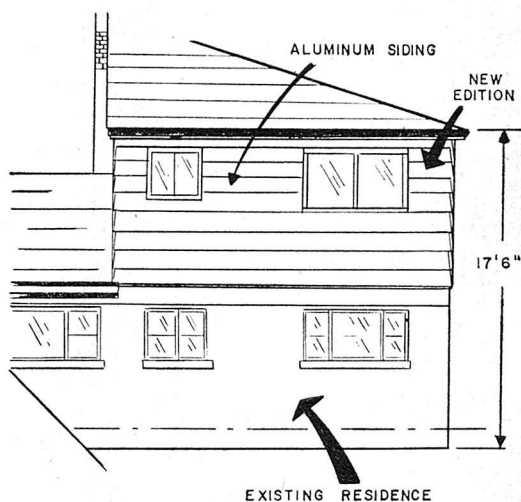 ALUMINUM SIDING
NEW
EDITION
17'6"
EXISTING RESIDENCE